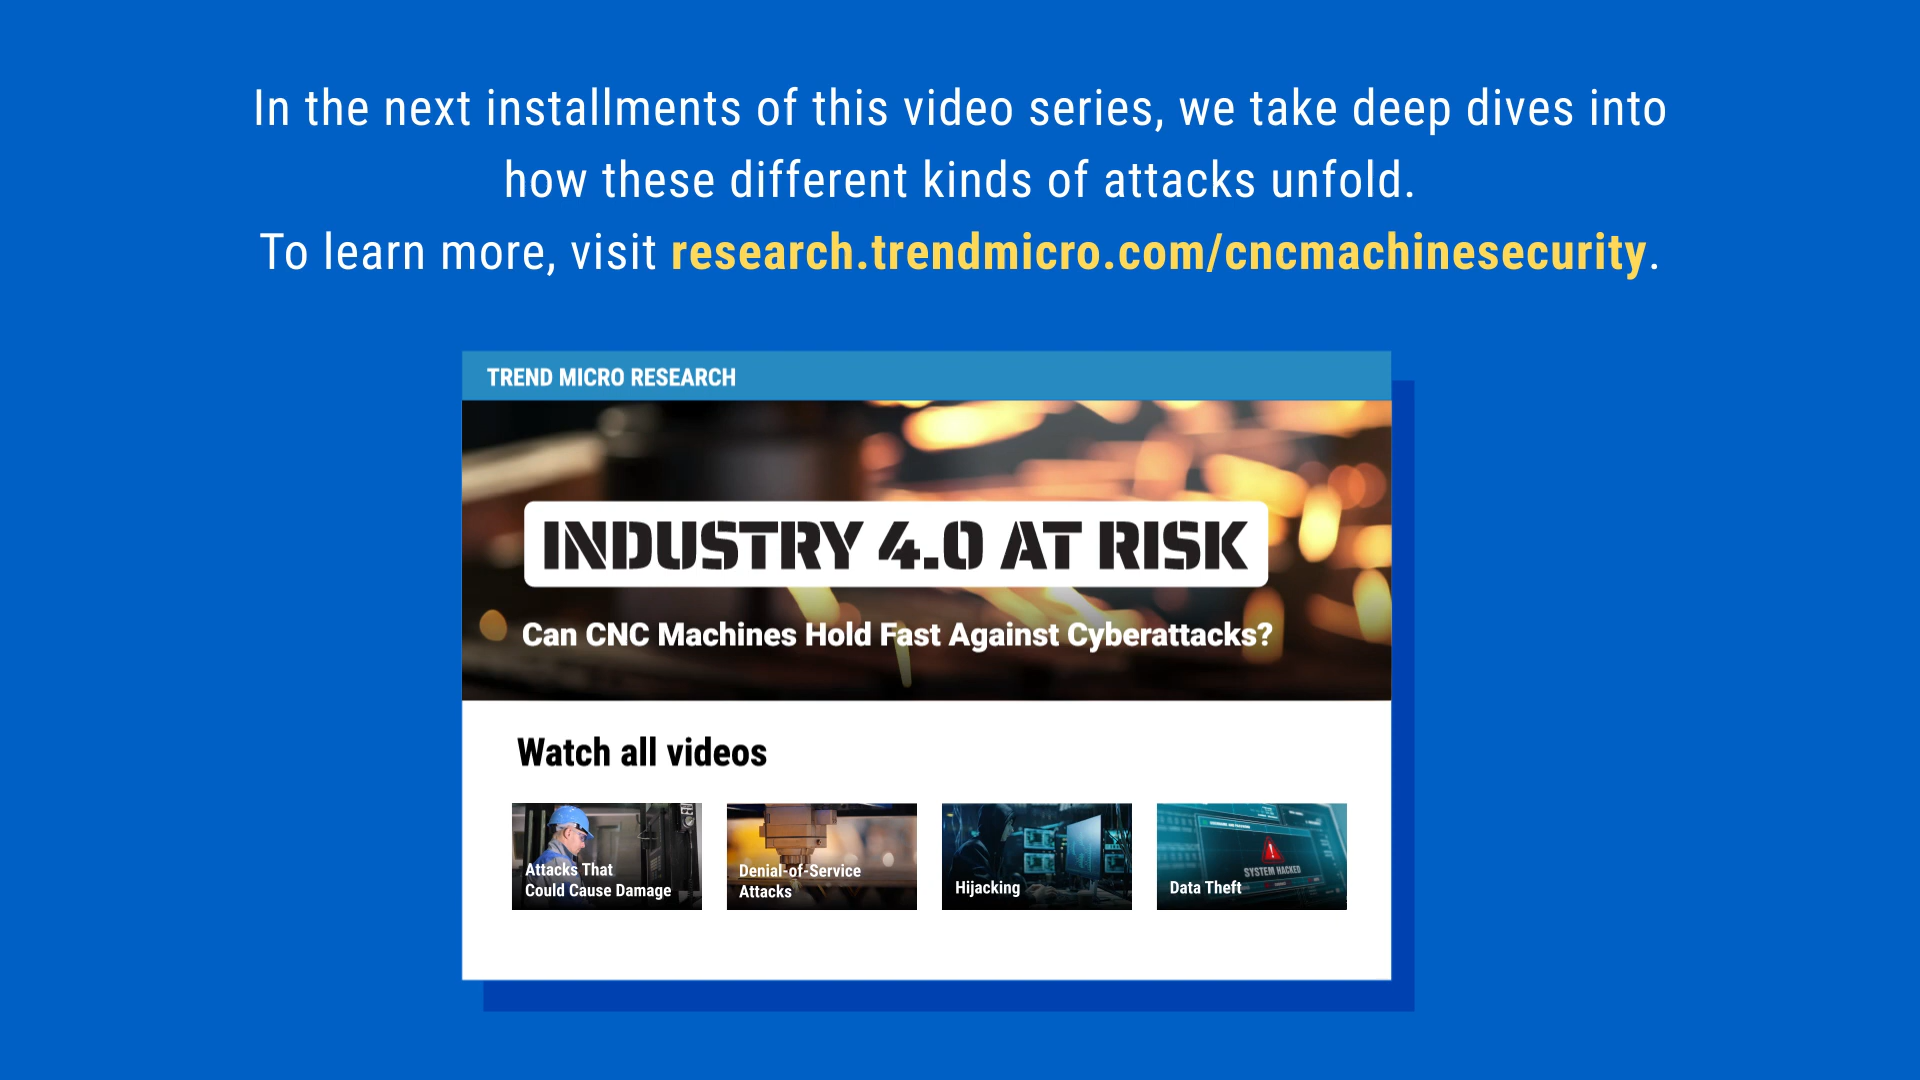 In the next installments of this video series, we take deep dives into
how these different kinds of attacks unfold.
To learn more, visit research.trendmicro.com/cncmachinesecurity.
TREND MICRO RESEARCH
INDUSTRY 4.0 AT RISK
Can CNC Machines Hold Fast Against Cyberattacks?
Watch all videos
Attacks That
Could Cause Damage
Denial-of-Service
Attacks
Hijacking
SYSTEM HACKED
Data Theft